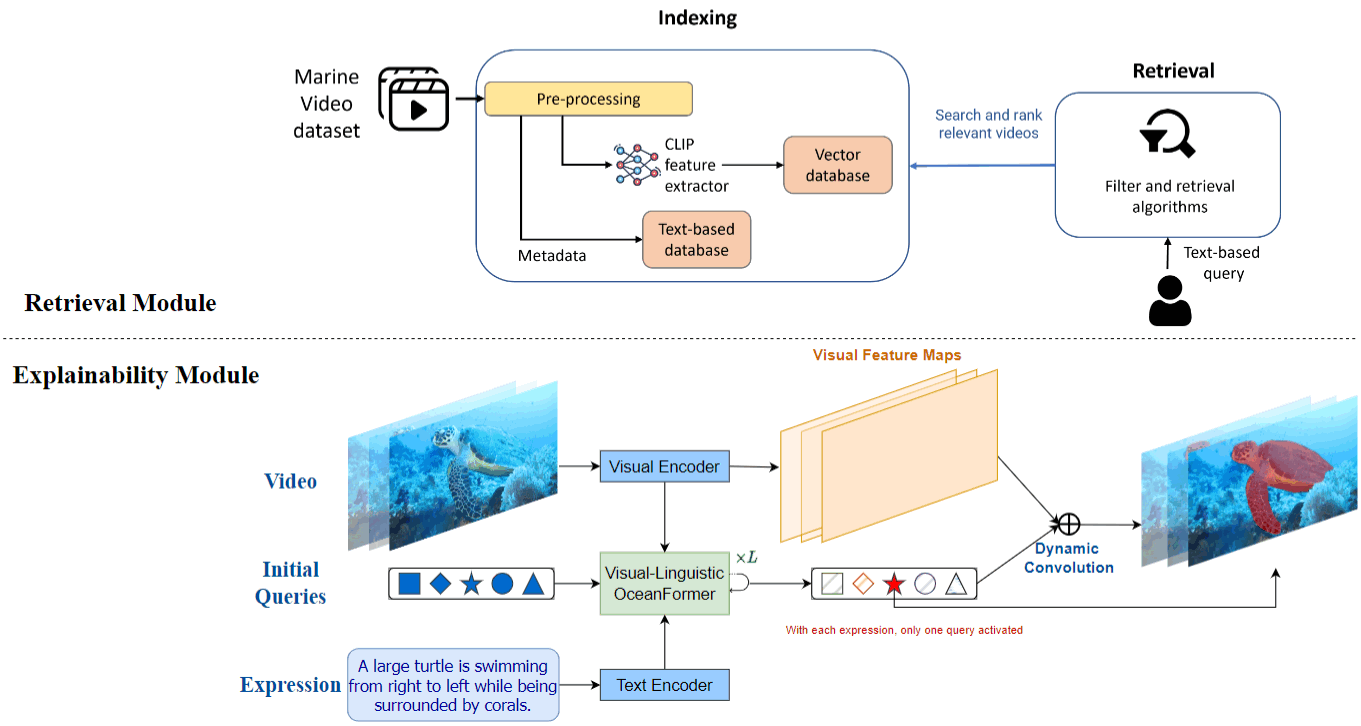 Indexing
Marine
Video
dataset
Pre-processing
CLIP
feature
extractor
Vector
database
Text-based
database
Metadata
Search and rank
relevant videos
Retrieval
Filter and retrieval
algorithms
Text-based
query
Retrieval Module
Explainability Module
Visual Feature Maps
Video
Visual Encoder
Initial
Queries
Visual-Linguistic
OceanFormer
×L
Dynamic
Convolution
With each expression, only one query activated
Expression
A large turtle is swimming
from right to left while being
surrounded by corals.
Text Encoder